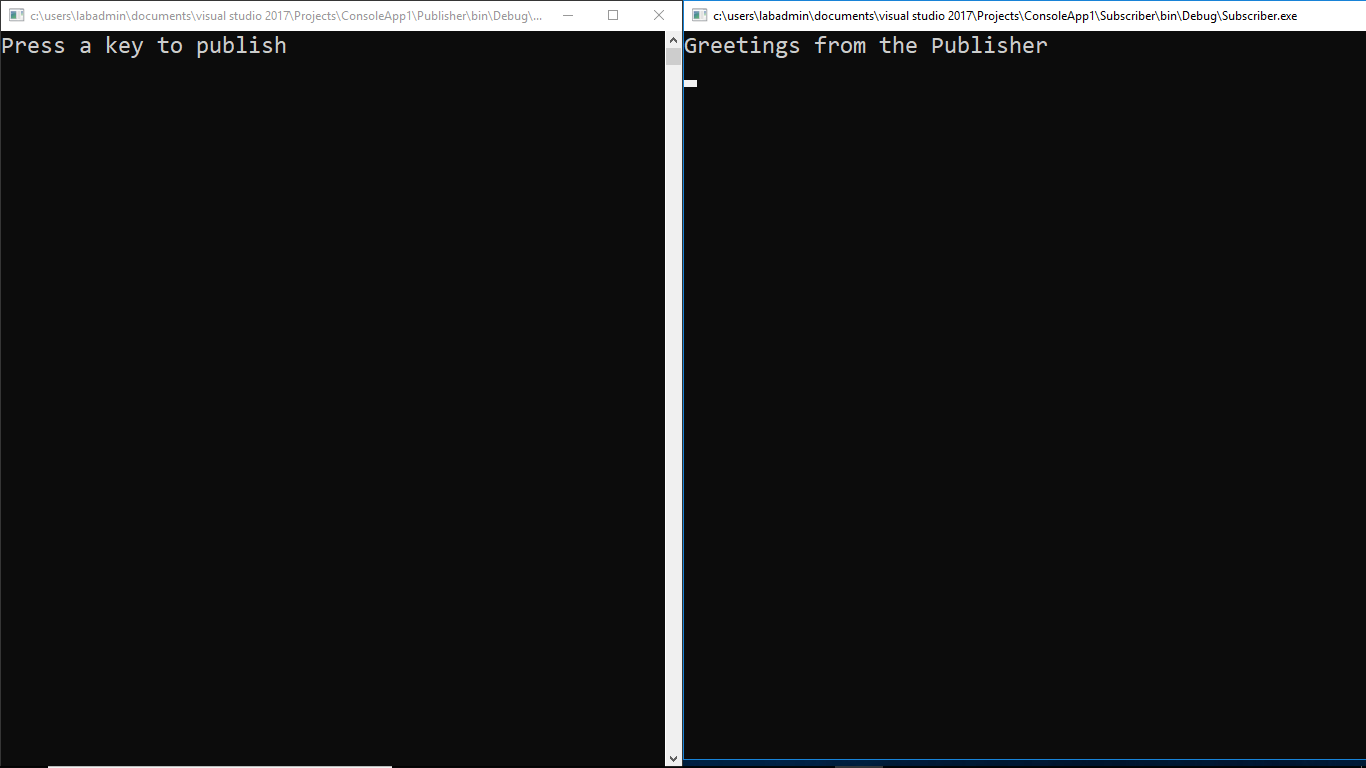 c:\users\labadmin\documents\visual studio 2017\Projects\ConsoleApp1\Publisher\bin\Debug\...
Press a key to publish
c:\users\labadmin\documents\visual studio 2017\Projects\ConsoleApp1\Subscriber\bin\Debug\Subscriber.exe
Greetings from the Publisher